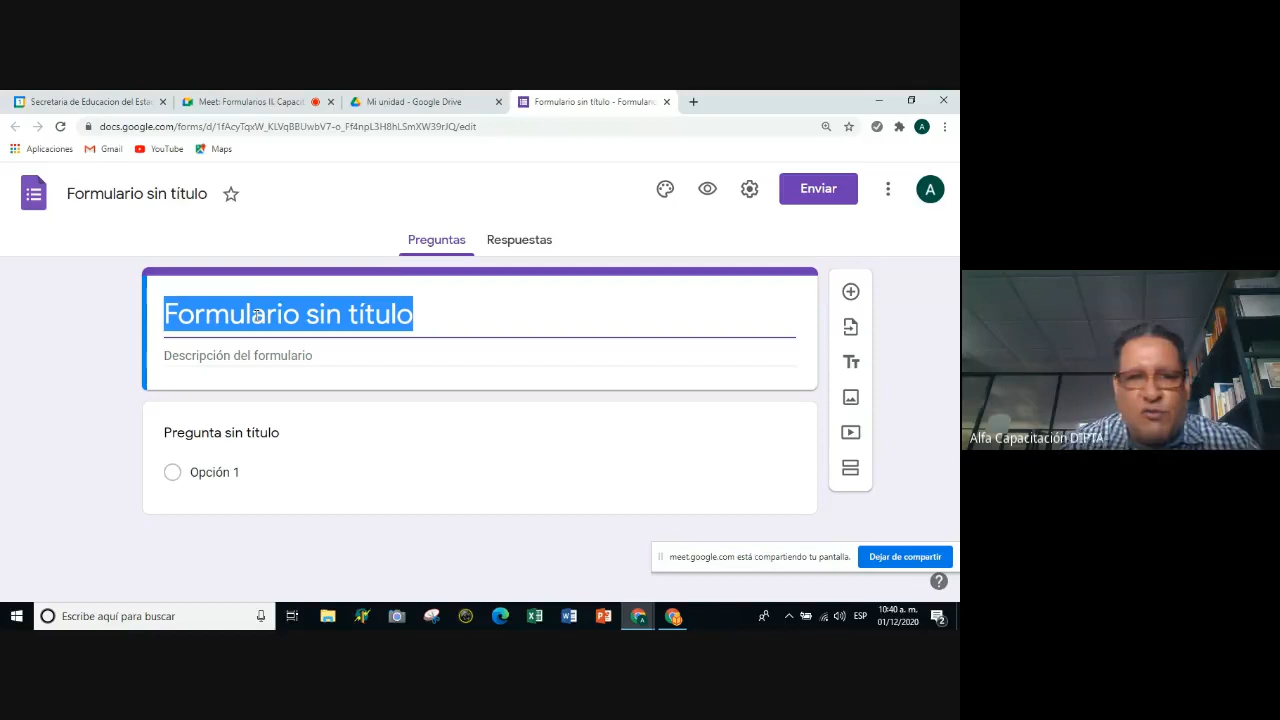 Secretaria de Educacion del Esta
Meet: Formularios II. Capaci
Mi unidad - Google Drive
Formulario sin título - Formulario
docs.google.com/forms/d/1fAcyTqxW_KLVqBBUwbV7-o_Ff4npL3H8hLSmXW39rJQ/edit
A
Aplicaciones
Gmail
YouTube
Maps
Formulario sin título
Enviar
A
Preguntas
Respuestas
Formulario sin título
Descripción del formulario
Tт
Pregunta sin título
Opción 1
Alfa Capacitación DIPTA
meet.google.com está compartiendo tu pantalla.
Dejar de compartir
Escribe aquí para buscar
ESP
10:40 a. m.
01/12/2020
2